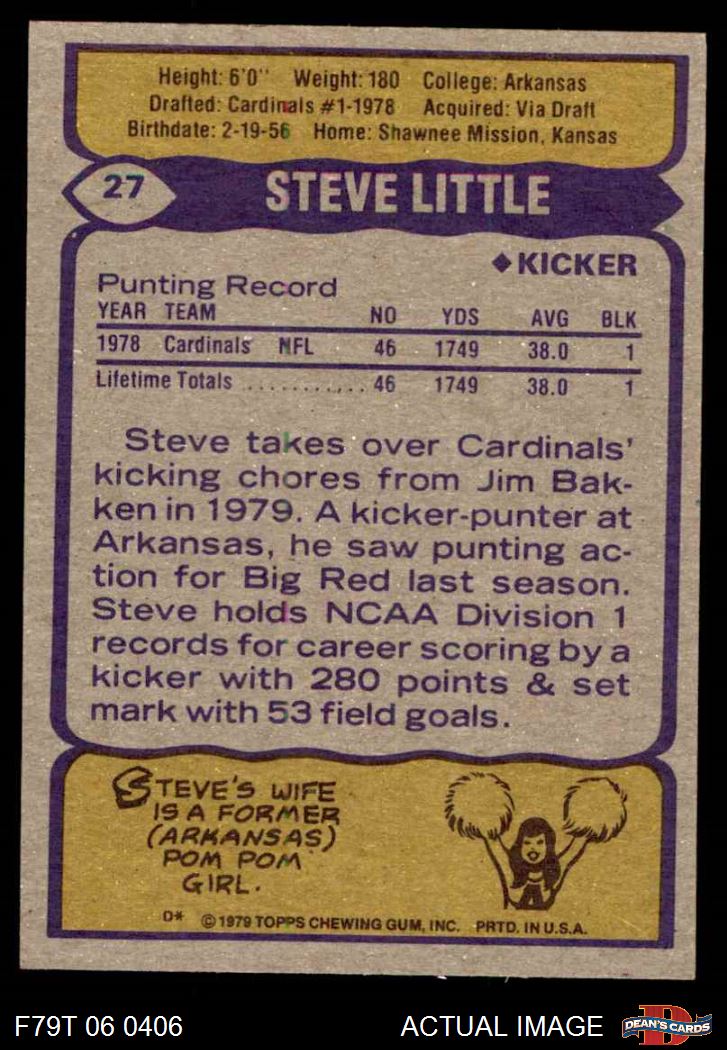 Height: 6'0" Weight: 180 College: Arkansas
Drafted: Cardinals #1-1978 Acquired: Via Draft
Birthdate: 2-19-56 Home: Shawnee Mission, Kansas
27 STEVE LITTLE
◆KICKER
Punting Record
YEAR TEAM NO YDS AVG BLK
1978 Cardinals NFL 46 1749 38.0 1
Lifetime Totals ........... 46 1749 38.0 1
Steve takes over Cardinals'
kicking chores from Jim Bak-
ken in 1979. A kicker-punter at
Arkansas, he saw punting ac-
tion for Big Red last season.
Steve holds NCAA Division 1
records for career scoring by a
kicker with 280 points & set
mark with 53 field goals.
STEVE'S WIFE
IS A FORMER
(ARKANSAS)
POM POM
GIRL.
A
D* © 1979 TOPPS CHEWING GUM, INC. PRTD. IN U.S.A.
F79T 06 0406 ACTUAL IMAGE D DEAN'S CARDS